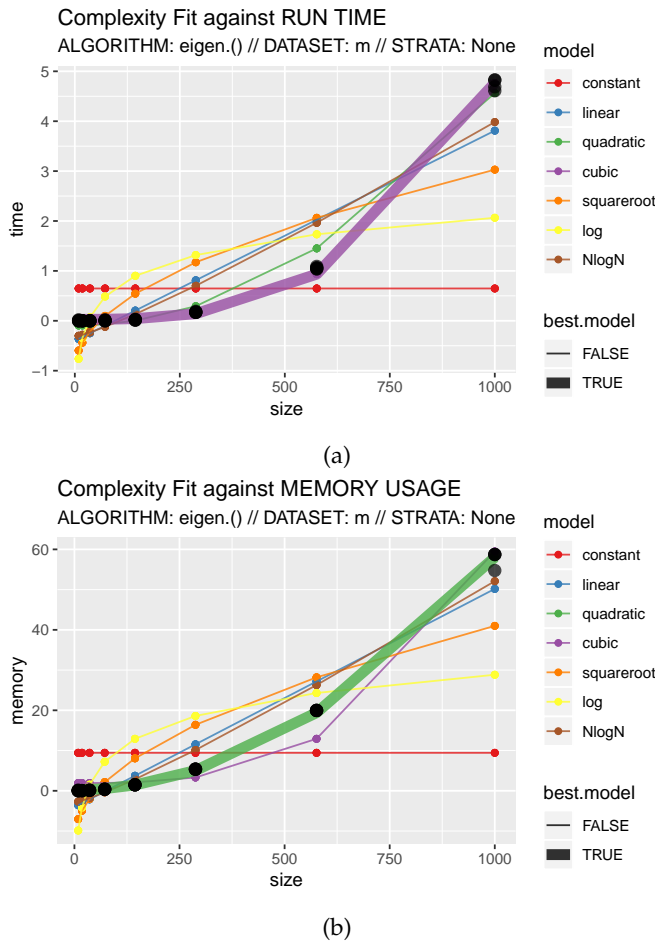 Complexity Fit against RUN TIME
ALGORITHM: eigen.() // DATASET: m // STRATA: None
5
4
3
2
1
0
−1
time
0
250
500
750
1000
size
model
constant
linear
quadratic
cubic
squareroot
log
NlogN
best.model
FALSE
TRUE
(a)
Complexity Fit against MEMORY USAGE
ALGORITHM: eigen.() // DATASET: m // STRATA: None
60
40
20
0
memory
0
250
500
750
1000
size
model
constant
linear
quadratic
cubic
squareroot
log
NlogN
best.model
FALSE
TRUE
(b)